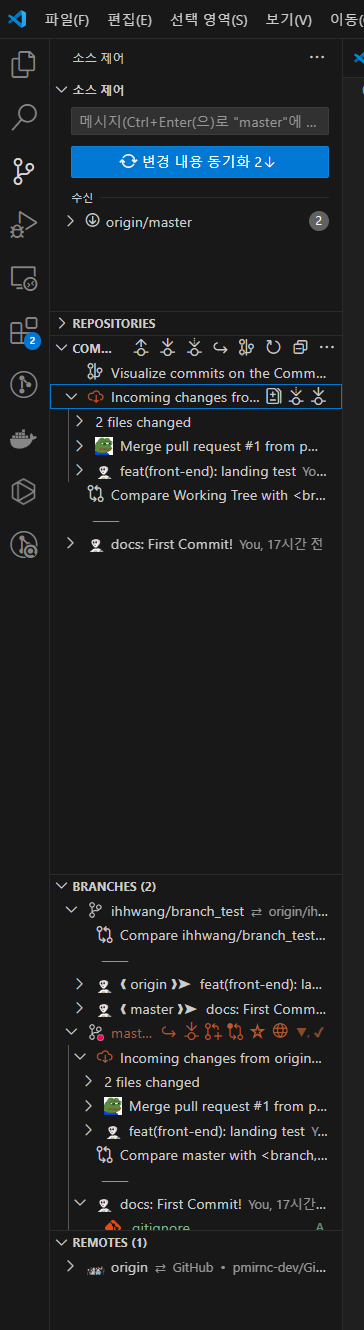 파일(F) 편집(E) 선택 영역(S) 보기(V) 이동(
소스 제어
소스 제어
메시지(Ctrl+Enter(으)로 "master"에 ...
변경 내용 동기화 2↓
수신
origin/master 2
REPOSITORIES
COM...
Visualize commits on the Comm...
Incoming changes fro...
2 files changed
2
Merge pull request #1 from p...
feat(front-end): landing test Yo...
Compare Working Tree with <br...
docs: First Commit! You, 17시간 전
BRANCHES (2)
ihhwang/branch_test ⇄ origin/ih...
Compare ihhwang/branch_test...
《 origin 》➤ feat(front-end): la...
《 master 》➤ docs: First Comm...
mast... ▼, ✓
Incoming changes from origin...
2 files changed
Merge pull request #1 from p...
feat(front-end): landing test Y...
Compare master with <branch,...
docs: First Commit! You, 17시간...
.gitignore A
REMOTES (1)
origin ⇄ GitHub • pmirnc-dev/Gi...